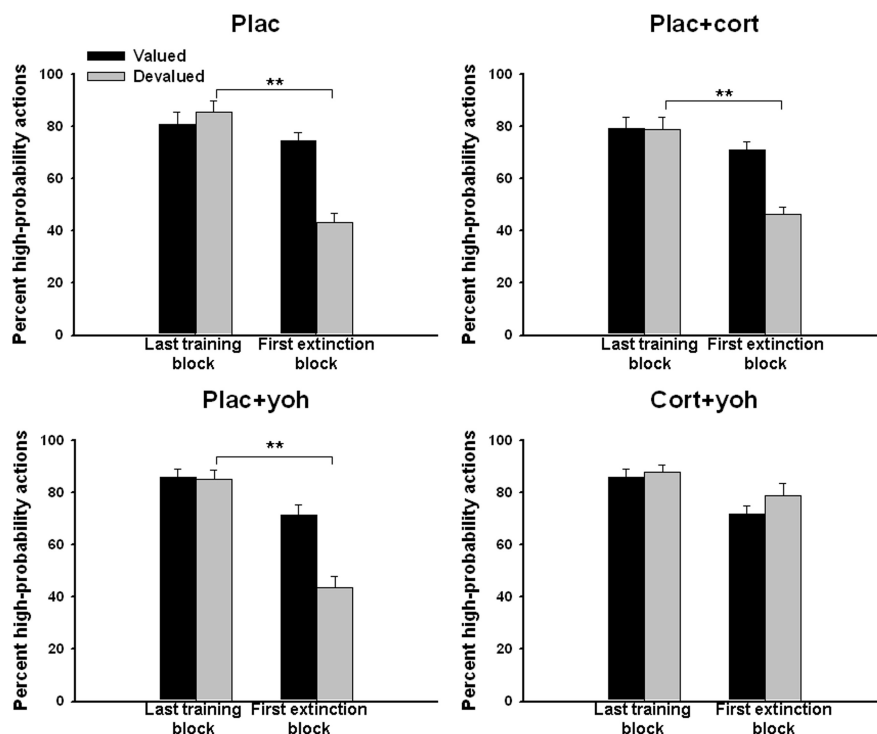 Plac
Valued
Devalued
**
Percent high-probability actions
100
80
60
40
20
0
Last training
block
First extinction
block
Plac+cort
**
Percent high-probability actions
100
80
60
40
20
0
Last training
block
First extinction
block
Plac+yoh
**
Percent high-probability actions
100
80
60
40
20
0
Last training
block
First extinction
block
Cort+yoh
Percent high-probability actions
100
80
60
40
20
0
Last training
block
First extinction
block